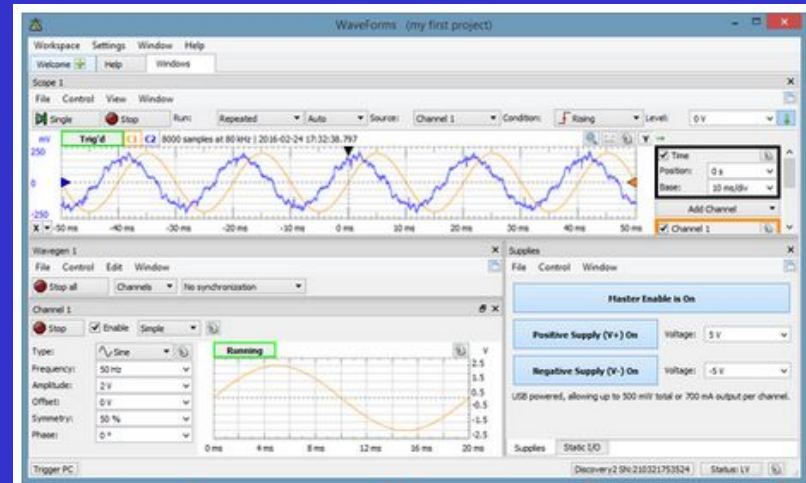 WaveForms (my first project)
Workspace Settings Window Help
Welcome Help Windows
Scope 1
File Control View Window
Single Stop Run: Repeated Auto Source: Channel 1 Condition: Rising Level: 0 V
mV Trig'd C1 C2 8000 samples at 80 kHz | 2016-02-24 17:32:38.797 Y
250 Time
Position: 0 s
0 Base: 10 ms/div
Add Channel
-250 Channel 1
X -50 ms -40 ms -30 ms -20 ms -10 ms 0 ms 10 ms 20 ms 30 ms 40 ms 50 ms
Wavegen 1
File Control Edit Window
Stop all Channels No synchronization
Channel 1
Stop Enable Simple
Type: Sine
Frequency: 50 Hz
Amplitude: 2 V
Offset: 0 V
Symmetry: 50 %
Phase: 0 °
Running V
2.5
1.5
0.5
-0.5
-1.5
-2.5
0 ms 4 ms 8 ms 12 ms 16 ms 20 ms
Supplies
File Control Window
Master Enable is On
Positive Supply (V+) On Voltage: 5 V
Negative Supply (V-) On Voltage: -5 V
USB powered, allowing up to 500 mW total or 700 mA output per channel.
Supplies Static I/O
Trigger PC Discovery2 SN:210321753524 Status: LV